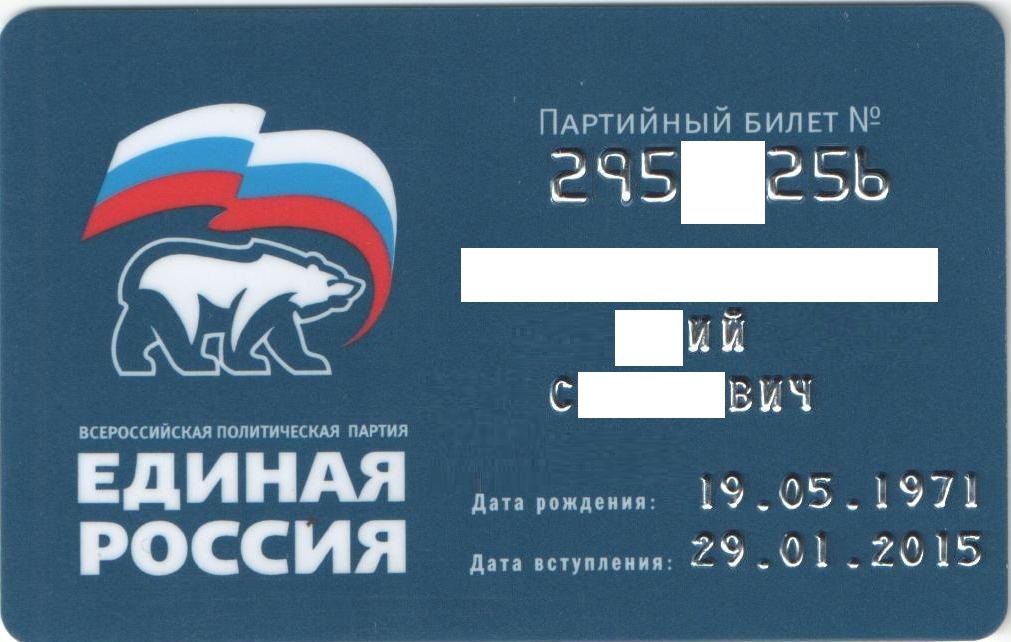 ПАРТИЙНЫЙ БИЛЕТ №
295 256
ий
С вич
ВСЕРОССИЙСКАЯ ПОЛИТИЧЕСКАЯ ПАРТИЯ
ЕДИНАЯ
РОССИЯ
Дата рождения: 19.05.1971
Дата вступления: 29.01.2015